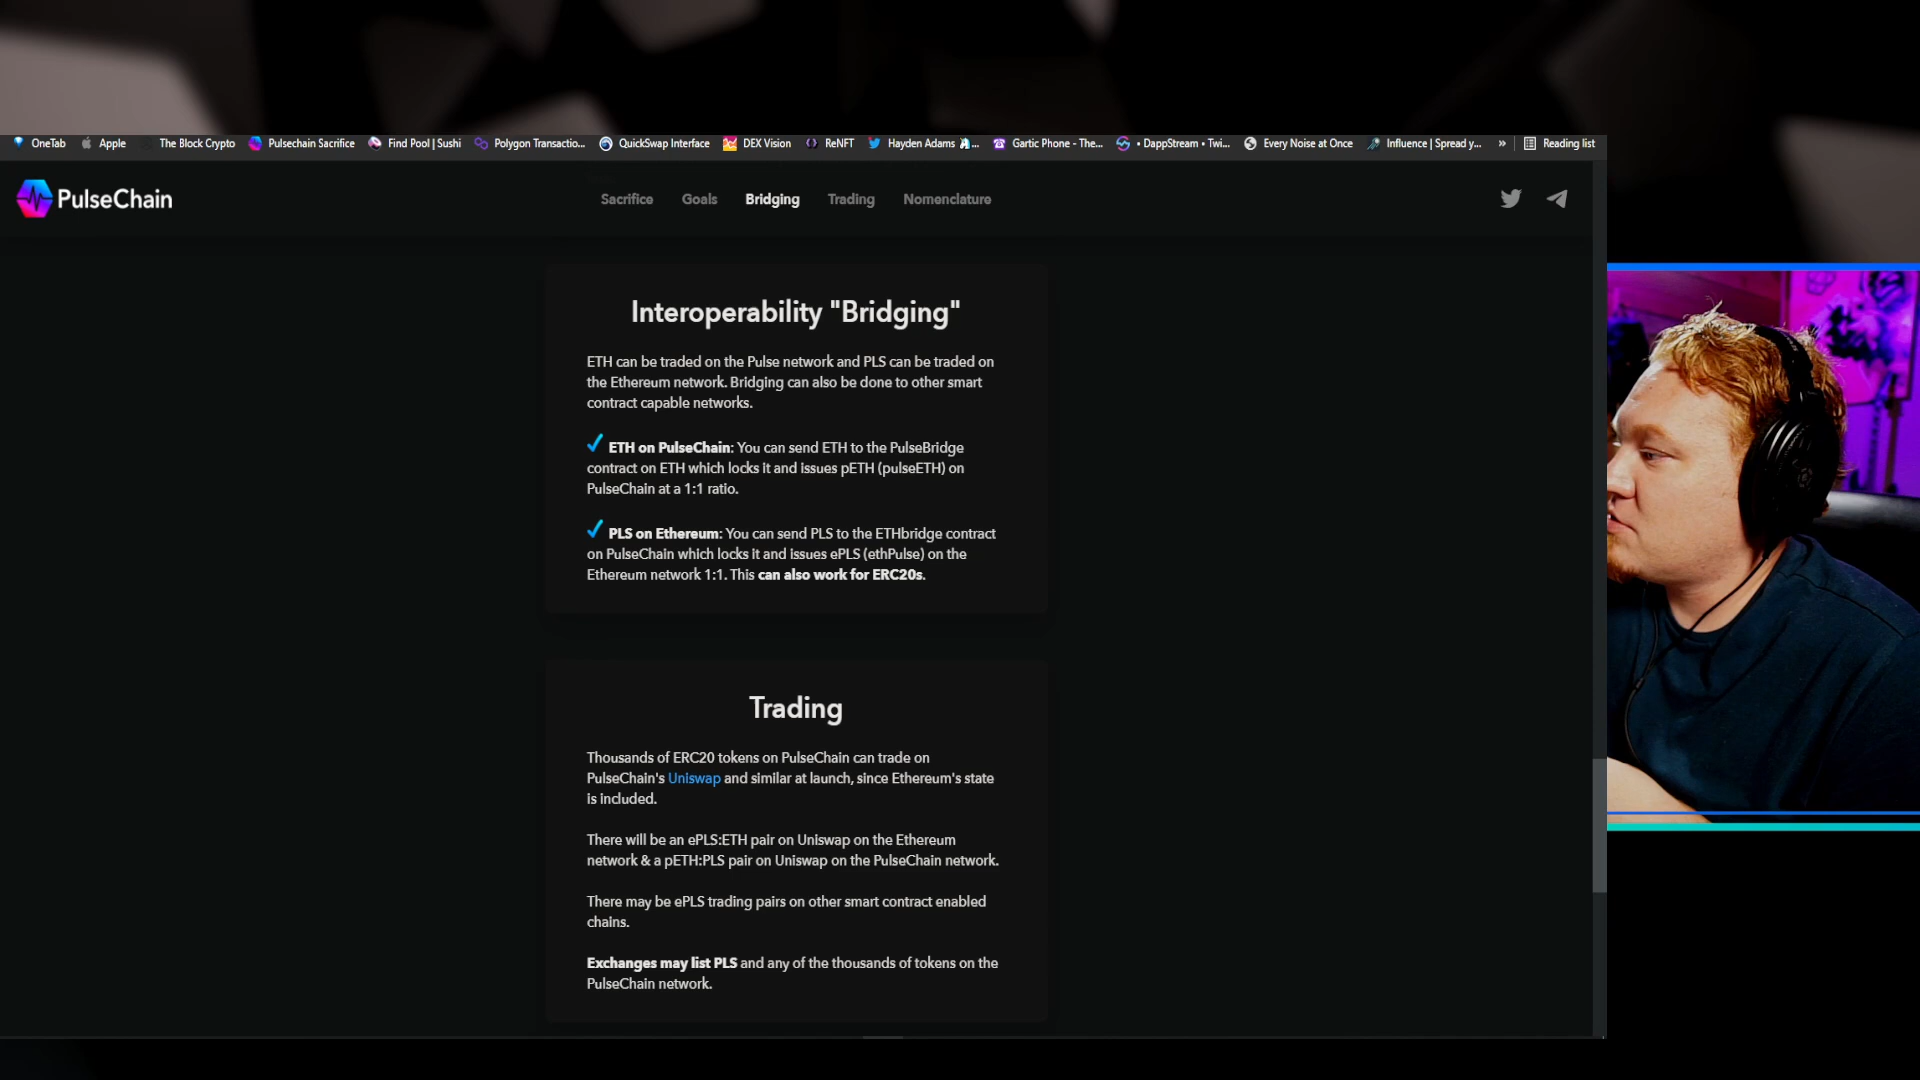 OneTab Apple The Block Crypto Pulsechain Sacrifice Find Pool | Sushi Polygon Transactio... QuickSwap Interface DEX Vision ReNFT Hayden Adams ... Gartic Phone - The... • DappStream • Twi... Every Noise at Once Influence | Spread y... » Reading list
PulseChain Sacrifice Goals Bridging Trading Nomenclature
Interoperability "Bridging"
ETH can be traded on the Pulse network and PLS can be traded on
the Ethereum network. Bridging can also be done to other smart
contract capable networks.
ETH on PulseChain: You can send ETH to the PulseBridge
contract on ETH which locks it and issues pETH (pulseETH) on
PulseChain at a 1:1 ratio.
PLS on Ethereum: You can send PLS to the ETHbridge contract
on PulseChain which locks it and issues ePLS (ethPulse) on the
Ethereum network 1:1. This can also work for ERC20s.
Trading
Thousands of ERC20 tokens on PulseChain can trade on
PulseChain's Uniswap and similar at launch, since Ethereum's state
is included.
There will be an ePLS:ETH pair on Uniswap on the Ethereum
network & a pETH:PLS pair on Uniswap on the PulseChain network.
There may be ePLS trading pairs on other smart contract enabled
chains.
Exchanges may list PLS and any of the thousands of tokens on the
PulseChain network.